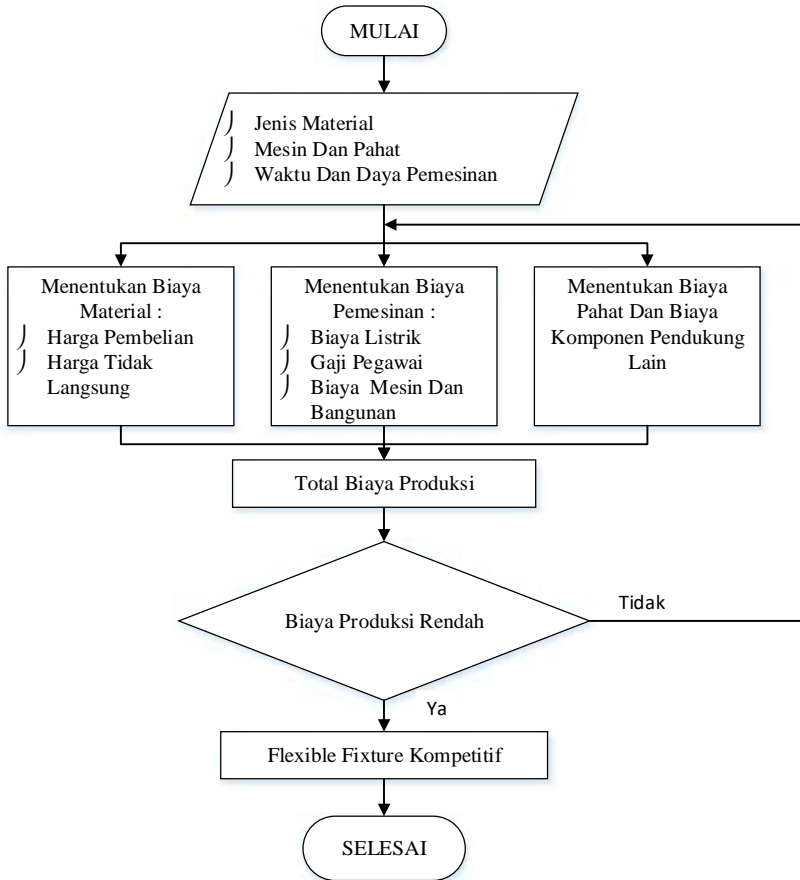 MULAI
Jenis Material
Mesin Dan Pahat
Waktu Dan Daya Pemesinan
Menentukan Biaya
Material :
Harga Pembelian
Harga Tidak
Langsung
Menentukan Biaya
Pemesinan :
Biaya Listrik
Gaji Pegawai
Biaya Mesin Dan
Bangunan
Menentukan Biaya
Pahat Dan Biaya
Komponen Pendukung
Lain
Total Biaya Produksi
Biaya Produksi Rendah
Tidak
Ya
Flexible Fixture Kompetitif
SELESAI